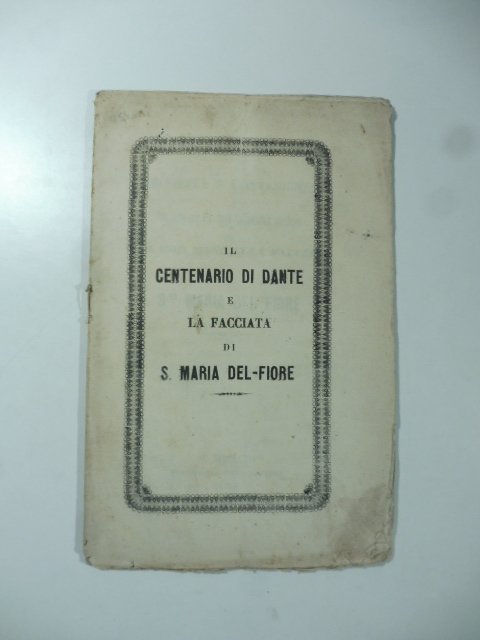 IL
CENTENARIO DI DANTE
E
LA FACCIATA
DI
S. MARIA DEL-FIORE